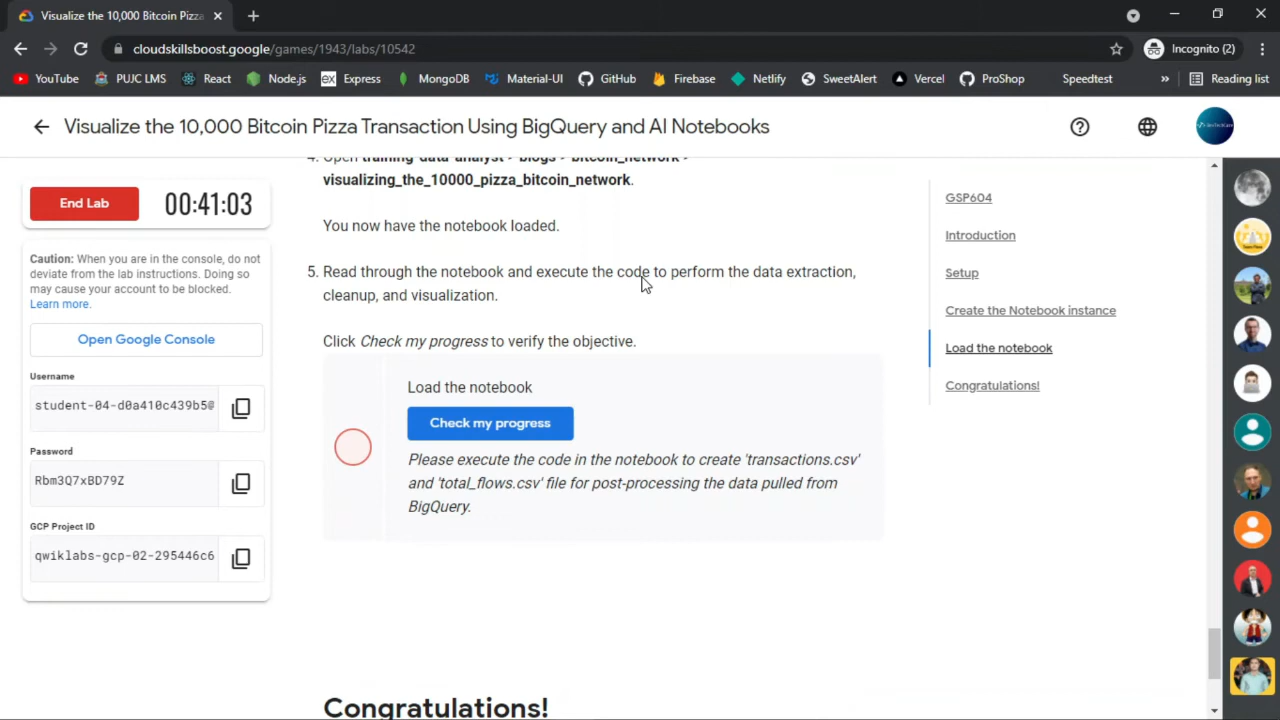 Visualize the 10,000 Bitcoin Pizza
cloudskillsboost.google/games/1943/labs/10542
Incognito (2)
YouTube
PUJC LMS
React
Node.js
ex Express
MongoDB
Material-UI
GitHub
Firebase
Netlify
SweetAlert
Vercel
ProShop
Speedtest
»
Reading list
Visualize the 10,000 Bitcoin Pizza Transaction Using BigQuery and AI Notebooks
End Lab
00:41:03
Caution: When you are in the console, do not
deviate from the lab instructions. Doing so
may cause your account to be blocked.
Learn more.
Open Google Console
Username
student-04-d0a410c439b5@
Password
Rbm3Q7xBD79Z
GCP Project ID
qwiklabs-gcp-02-295446c6
4. Open training-data-analyst > blogs > bitcoin_network >
visualizing_the_10000_pizza_bitcoin_network.
You now have the notebook loaded.
5. Read through the notebook and execute the code to perform the data extraction,
cleanup, and visualization.
Click Check my progress to verify the objective.
Load the notebook
Check my progress
Please execute the code in the notebook to create 'transactions.csv'
and 'total_flows.csv' file for post-processing the data pulled from
BigQuery.
Congratulations!
GSP604
Introduction
Setup
Create the Notebook instance
Load the notebook
Congratulations!